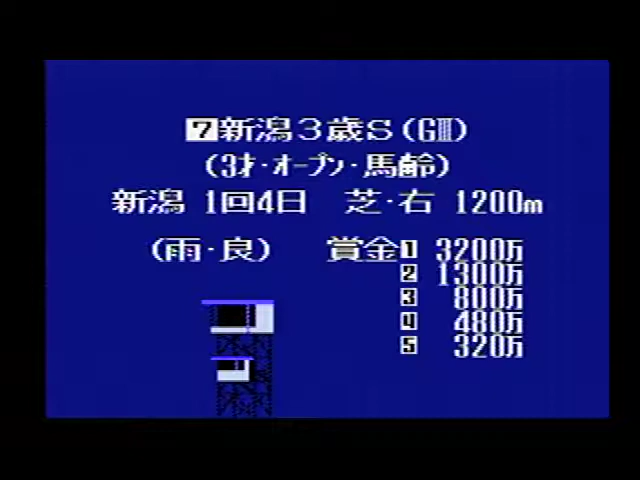 7新潟3歳S(GⅢ)
(3才・オープン・馬齢)
新潟 1回4日 芝・右 1200m
(雨・良) 賞金1 3200万
2 1300万
3 800万
4 480万
5 320万